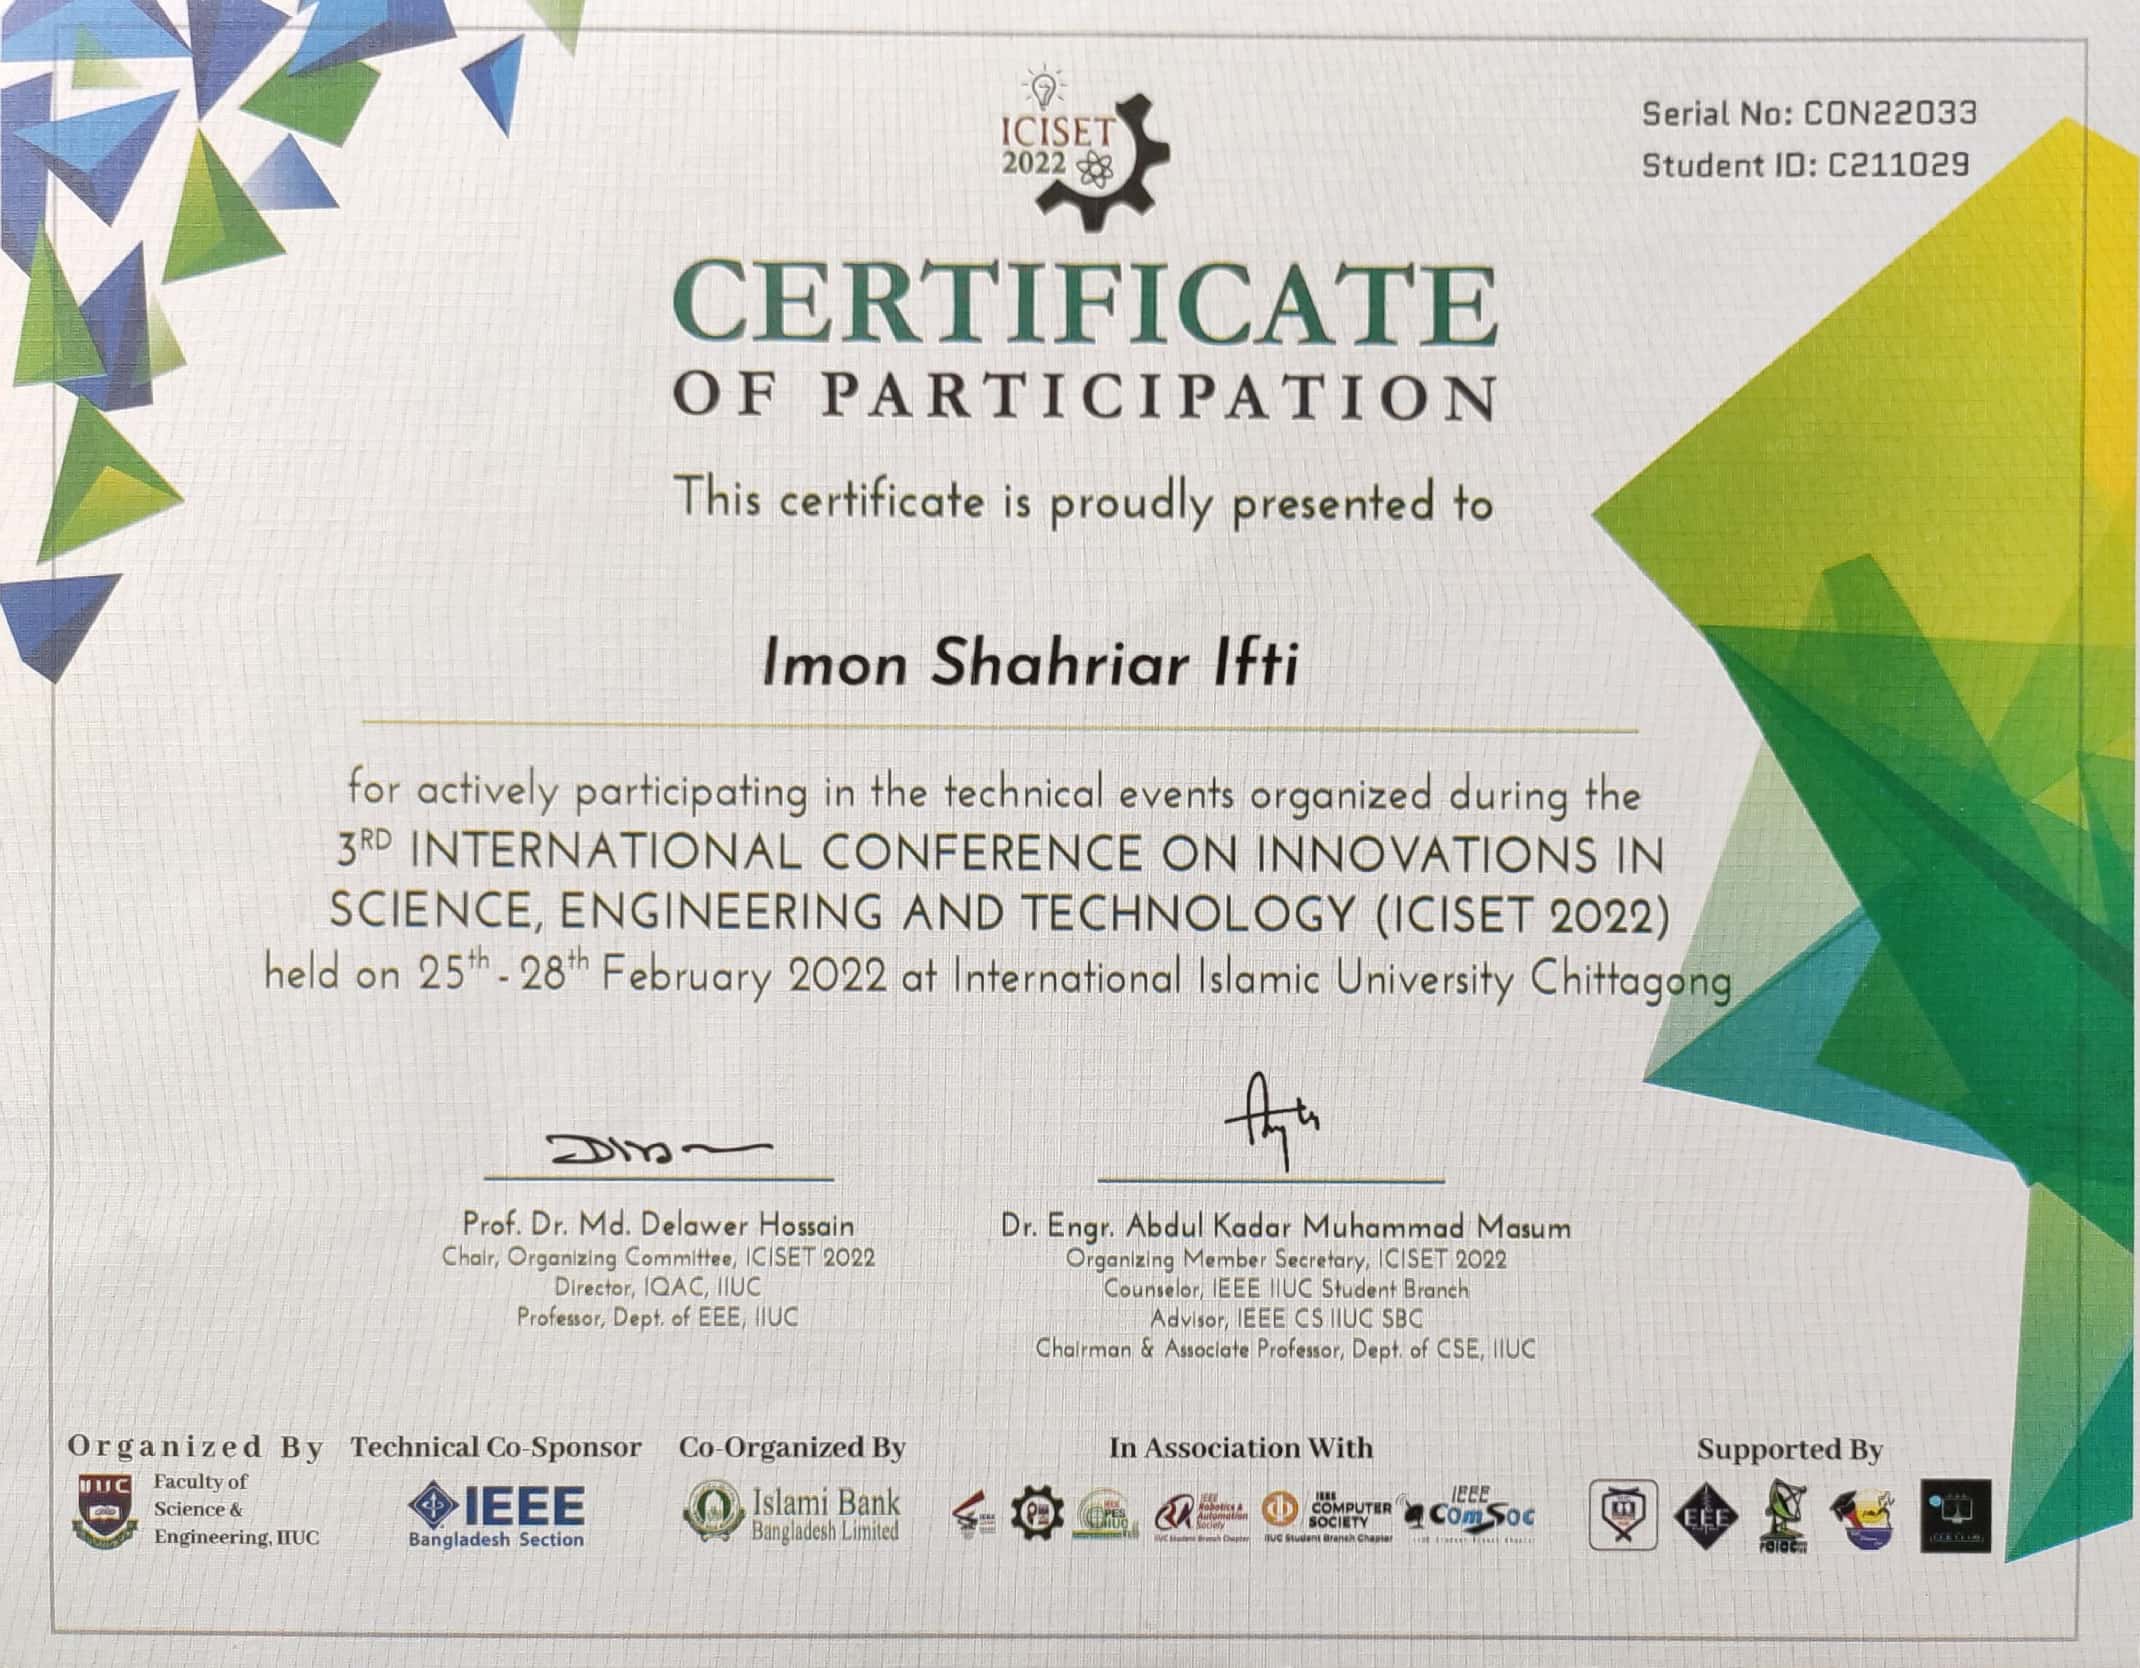 ICISET
2022
Serial No: CON22033
Student ID: C211029
CERTIFICATE
OF PARTICIPATION
This certificate is proudly presented to
Imon Shahriar Ifti
for actively participating in the technical events organized during the
3RD INTERNATIONAL CONFERENCE ON INNOVATIONS IN
SCIENCE, ENGINEERING AND TECHNOLOGY (ICISET 2022)
held on 25th - 28th February 2022 at International Islamic University Chittagong
Prof. Dr. Md. Delawer Hossain
Chair, Organizing Committee, ICISET 2022
Director, IQAC, IIUC
Professor, Dept. of EEE, IIUC
Dr. Engr. Abdul Kadar Muhammad Masum
Organizing Member Secretary, ICISET 2022
Counselor, IEEE IIUC Student Branch
Advisor, IEEE CS IIUC SBC
Chairman & Associate Professor, Dept. of CSE, IIUC
Organized By
IIUC
Faculty of
Science &
Engineering, IIUC
Technical Co-Sponsor
IEEE
Bangladesh Section
Co-Organized By
Islami Bank
Bangladesh Limited
In Association With
IEEE
PES
IIUC
IEEE
Robotics &
Automation
Society
IIUC Student Branch Chapter
IEEE
COMPUTER
SOCIETY
IIUC Student Branch Chapter
IEEE
ComSoc
Supported By
EEE